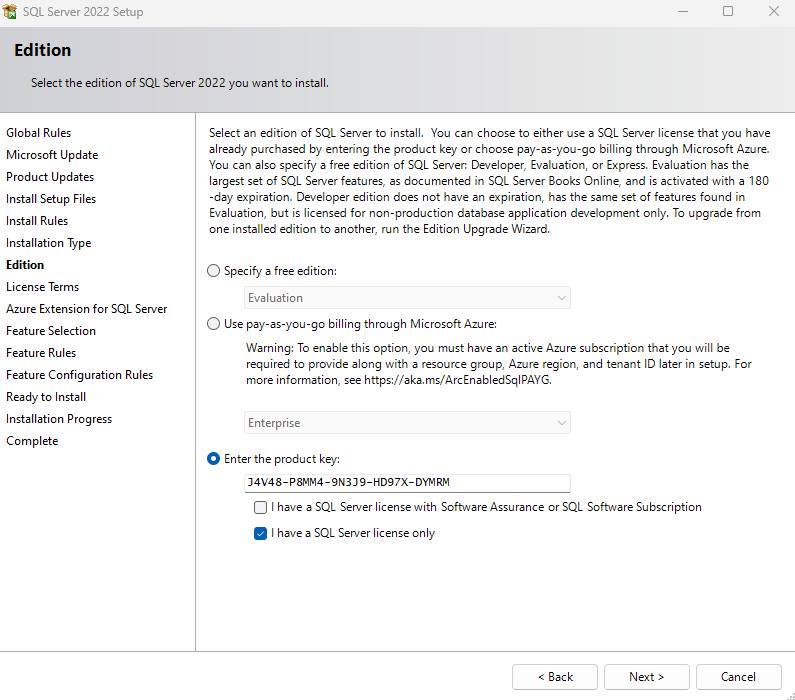 SQL Server 2022 Setup
Edition
Select the edition of SQL Server 2022 you want to install.
Global Rules
Microsoft Update
Product Updates
Install Setup Files
Install Rules
Installation Type
Edition
License Terms
Azure Extension for SQL Server
Feature Selection
Feature Rules
Feature Configuration Rules
Ready to Install
Installation Progress
Complete
Select an edition of SQL Server to install. You can choose to either use a SQL Server license that you have
already purchased by entering the product key or choose pay-as-you-go billing through Microsoft Azure.
You can also specify a free edition of SQL Server: Developer, Evaluation, or Express. Evaluation has the
largest set of SQL Server features, as documented in SQL Server Books Online, and is activated with a 180
-day expiration. Developer edition does not have an expiration, has the same set of features found in
Evaluation, but is licensed for non-production database application development only. To upgrade from
one installed edition to another, run the Edition Upgrade Wizard.
Specify a free edition:
Evaluation
Use pay-as-you-go billing through Microsoft Azure:
Warning: To enable this option, you must have an active Azure subscription that you will be
required to provide along with a resource group, Azure region, and tenant ID later in setup. For
more information, see https://aka.ms/ArcEnabledSqlPAYG.
Enterprise
Enter the product key:
J4V48-P8MM4-9N3J9-HD97X-DYMRM
I have a SQL Server license with Software Assurance or SQL Software Subscription
I have a SQL Server license only
< Back
Next >
Cancel